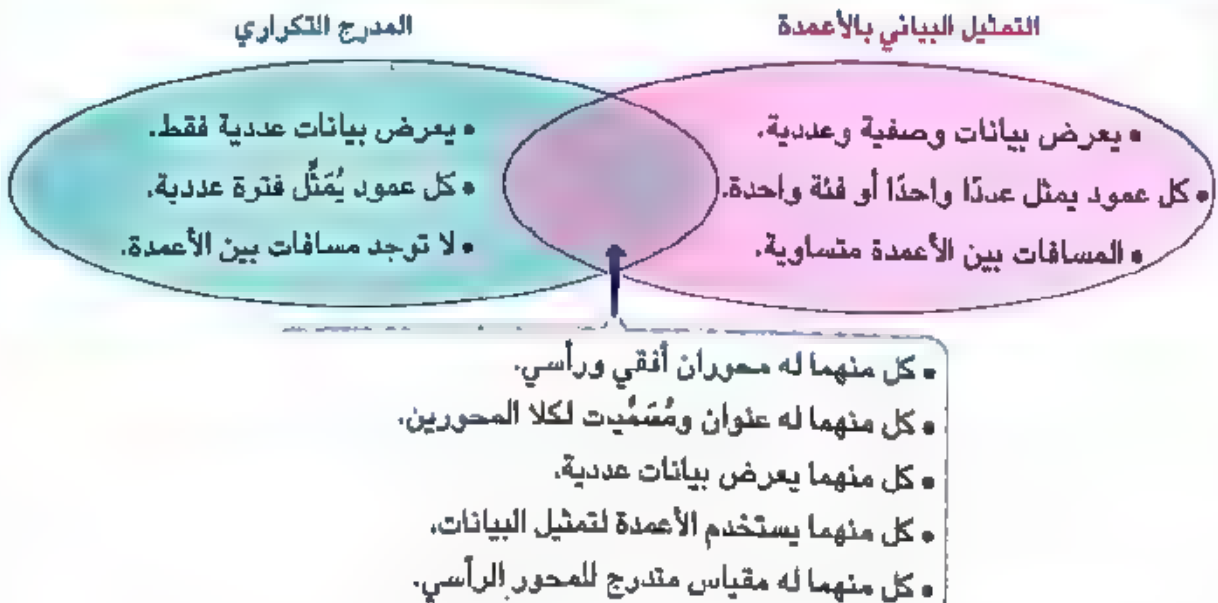 التمثيل البياني بالأعمدة
المدرج التكراري
• يعرض بيانات وصفية وعددية.
• كل عمود يمثل عددًا واحدًا أو فئة واحدة.
• المسافات بين الأعمدة متساوية.
• يعرض بيانات عددية فقط.
• كل عمود يُمَثِّل فترة عددية.
• لا توجد مسافات بين الأعمدة.
• كل منهما له محوران أفقي ورأسي.
• كل منهما له عنوان ومُسَمَّيت لكلا المحورين.
• كل منهما يعرض بيانات عددية.
• كل منهما يستخدم الأعمدة لتمثيل البيانات.
• كل منهما له مقياس متدرج للمحور الرأسي.